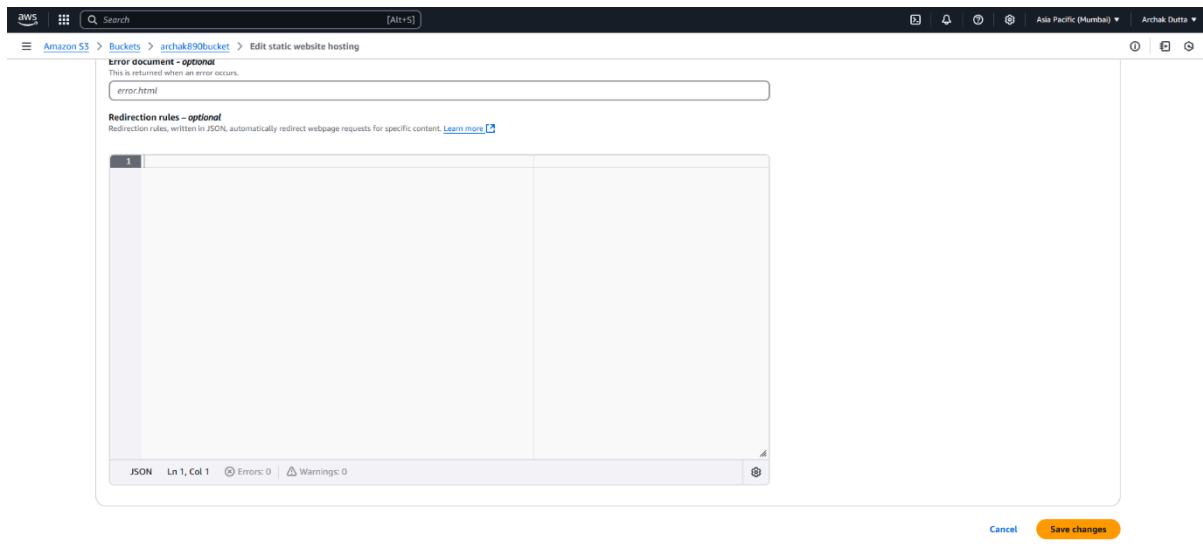 aws Search [Alt+S] Asia Pacific (Mumbai) ▼ Archak Dutta ▼
Amazon S3 > Buckets > archak890bucket > Edit static website hosting
Error document – optional
This is returned when an error occurs.
error.html
Redirection rules – optional
Redirection rules, written in JSON, automatically redirect webpage requests for specific content. Learn more
1
JSON Ln 1, Col 1 Errors: 0 Warnings: 0
Cancel Save changes